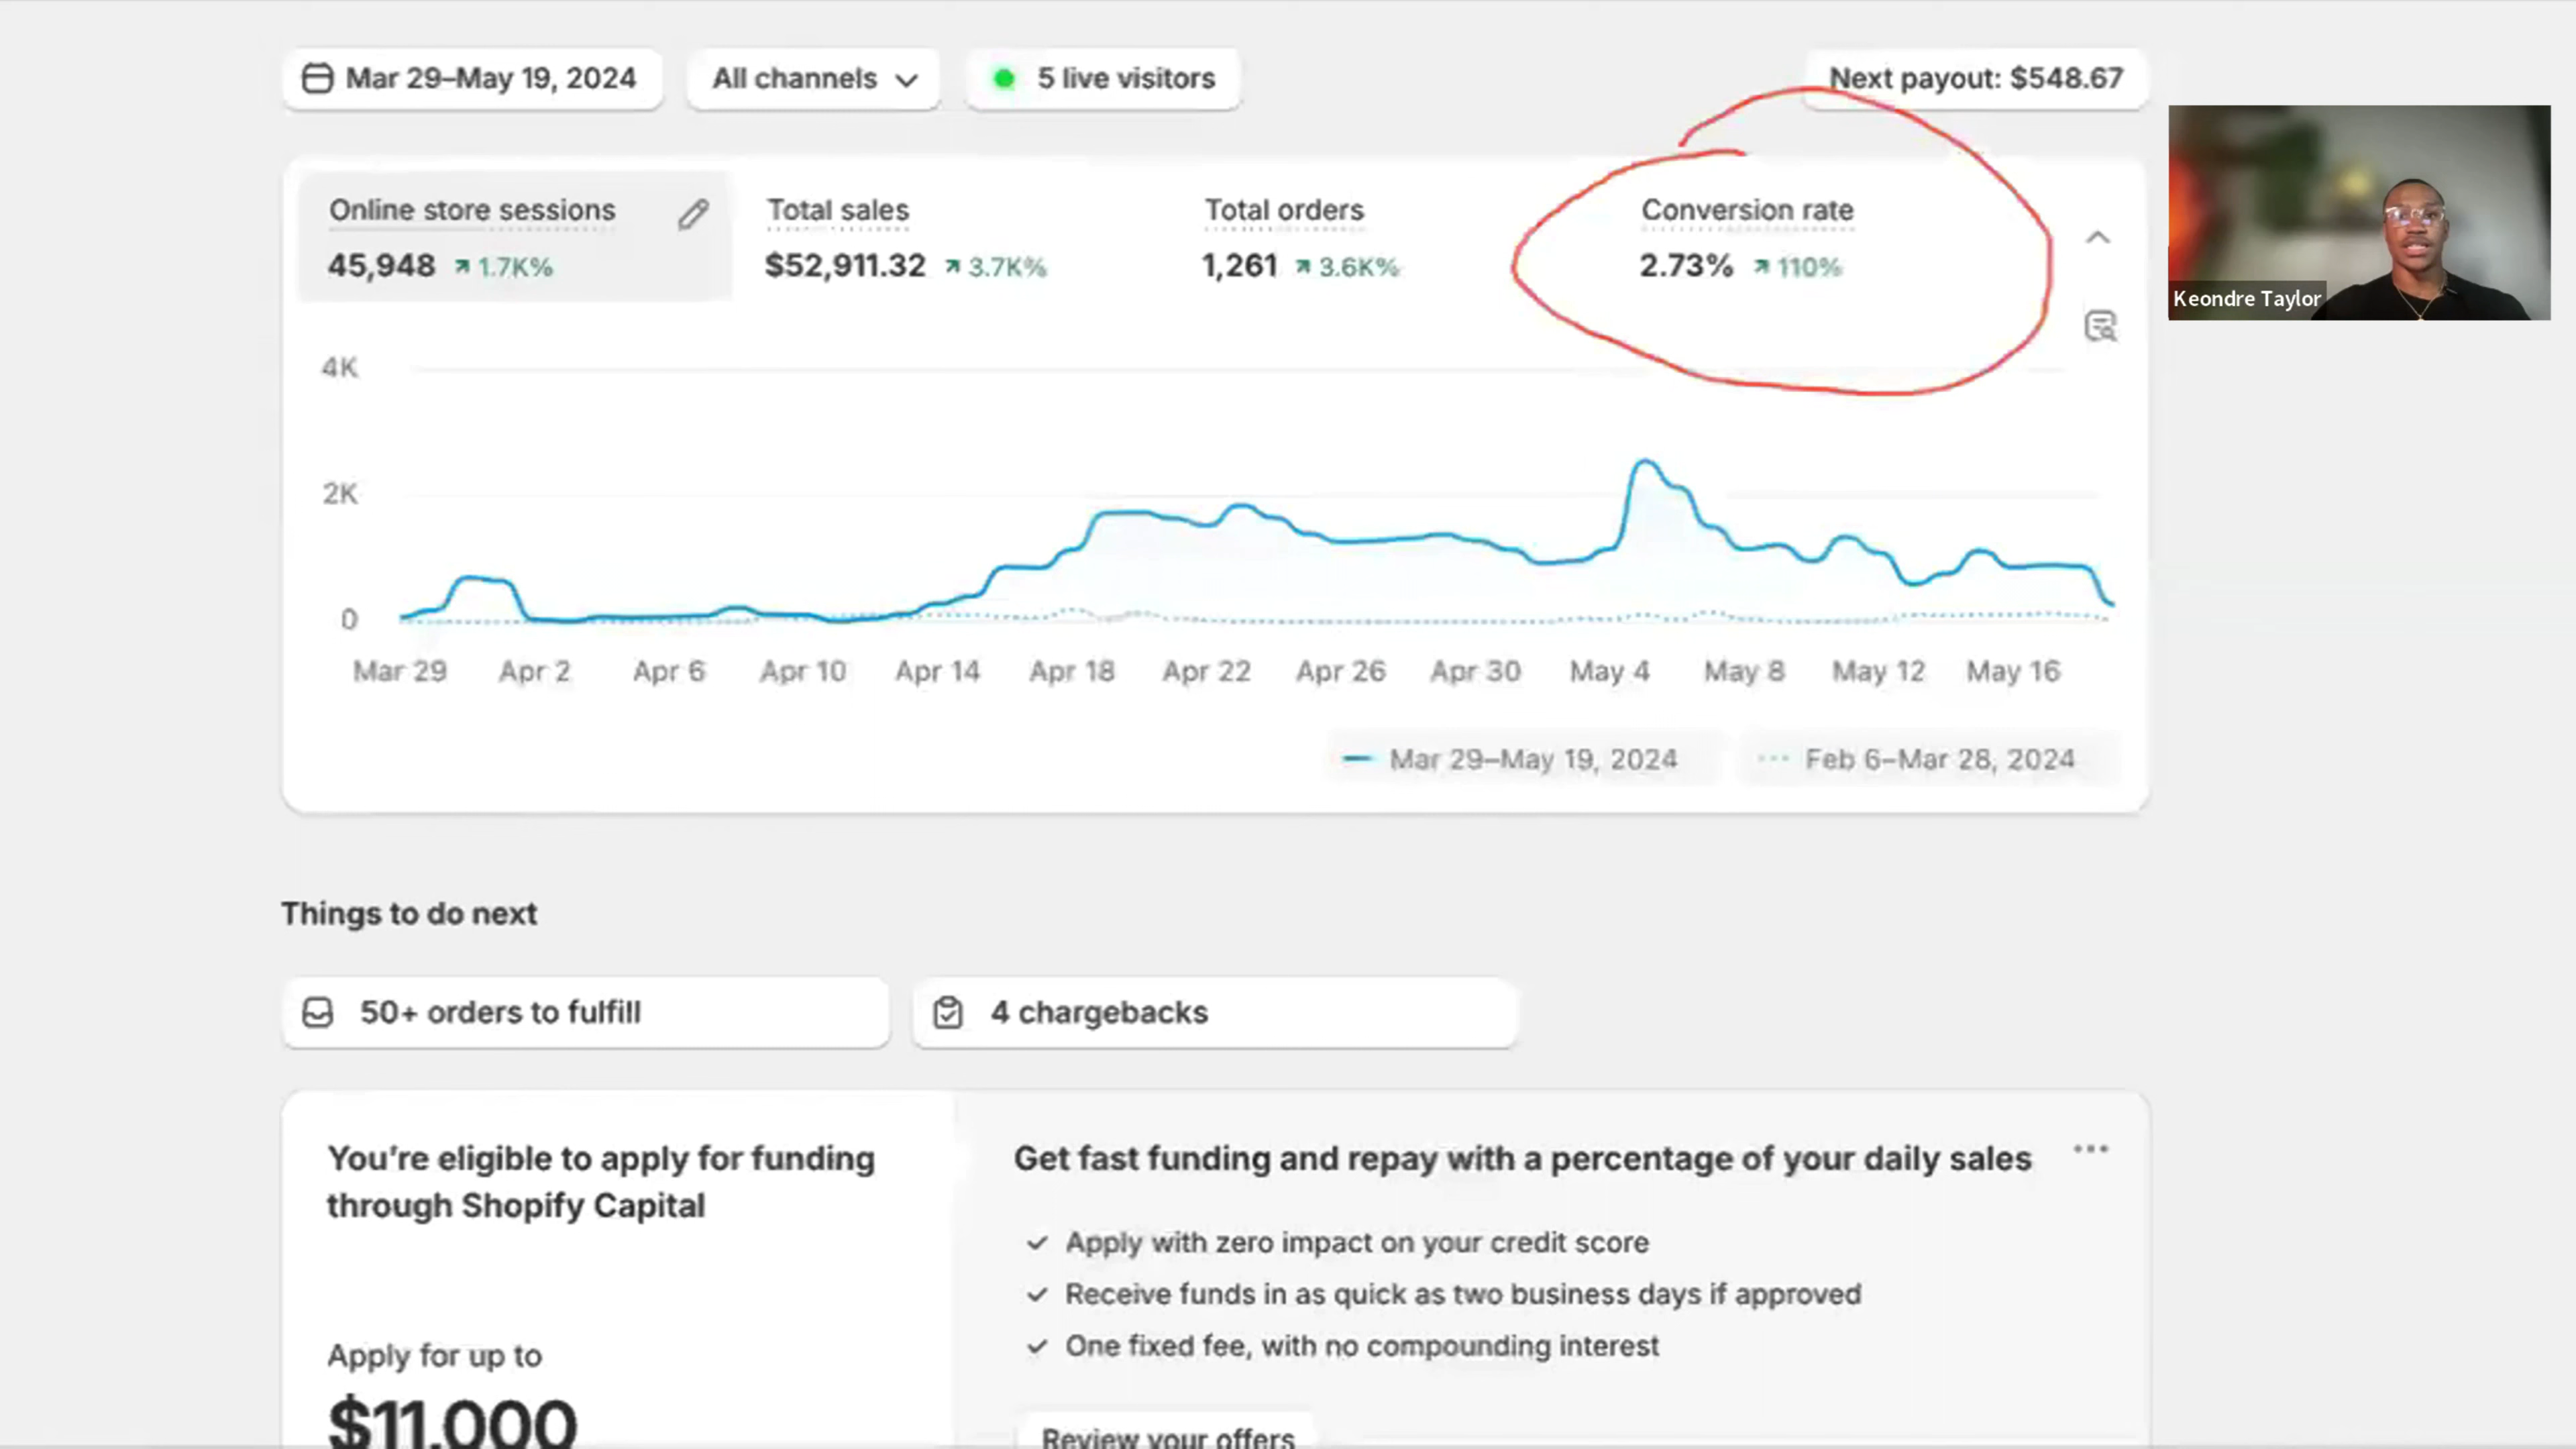 Mar 29–May 19, 2024
All channels
5 live visitors
Next payout: $548.67
Online store sessions
45,948 1.7K%
Total sales
$52,911.32 3.7K%
Total orders
1,261 3.6K%
Conversion rate
2.73% 110%
Keondre Taylor
4K
2K
0
Mar 29 Apr 2 Apr 6 Apr 10 Apr 14 Apr 18 Apr 22 Apr 26 Apr 30 May 4 May 8 May 12 May 16
Mar 29–May 19, 2024 Feb 6–Mar 28, 2024
Things to do next
50+ orders to fulfill
4 chargebacks
You're eligible to apply for funding
through Shopify Capital
Apply for up to
$11,000
Get fast funding and repay with a percentage of your daily sales
Apply with zero impact on your credit score
Receive funds in as quick as two business days if approved
One fixed fee, with no compounding interest
Review your offers